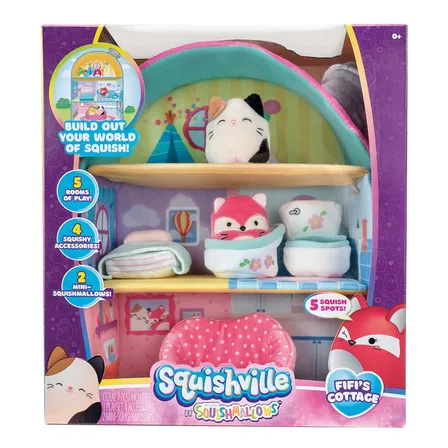 0+
BUILD OUT
YOUR WORLD
OF SQUISH!
5
ROOMS
OF PLAY!
4
SQUISHY
ACCESSORIES!
2
MINI-
SQUISHMALLOWS!
5 SQUISH
SPOTS!
Squishville
BY SQUISHMALLOWS
FIFI'S
COTTAGE